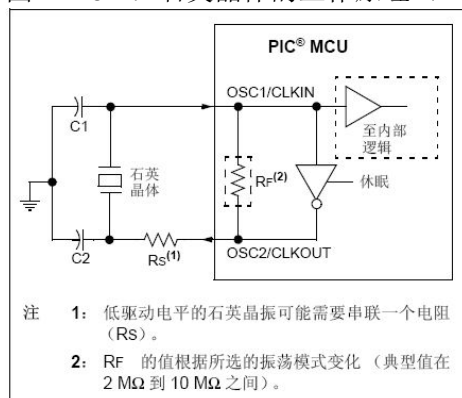 PIC® MCU
OSC1/CLKIN
C1
至内部
逻辑
石英
晶体
RF(2)
休眠
C2
RS(1)
OSC2/CLKOUT
注 1： 低驱动电平的石英晶振可能需要串联一个电阻
（RS）。
2： RF 的值根据所选的振荡模式变化 （典型值在
2 MΩ 到 10 MΩ 之间）。